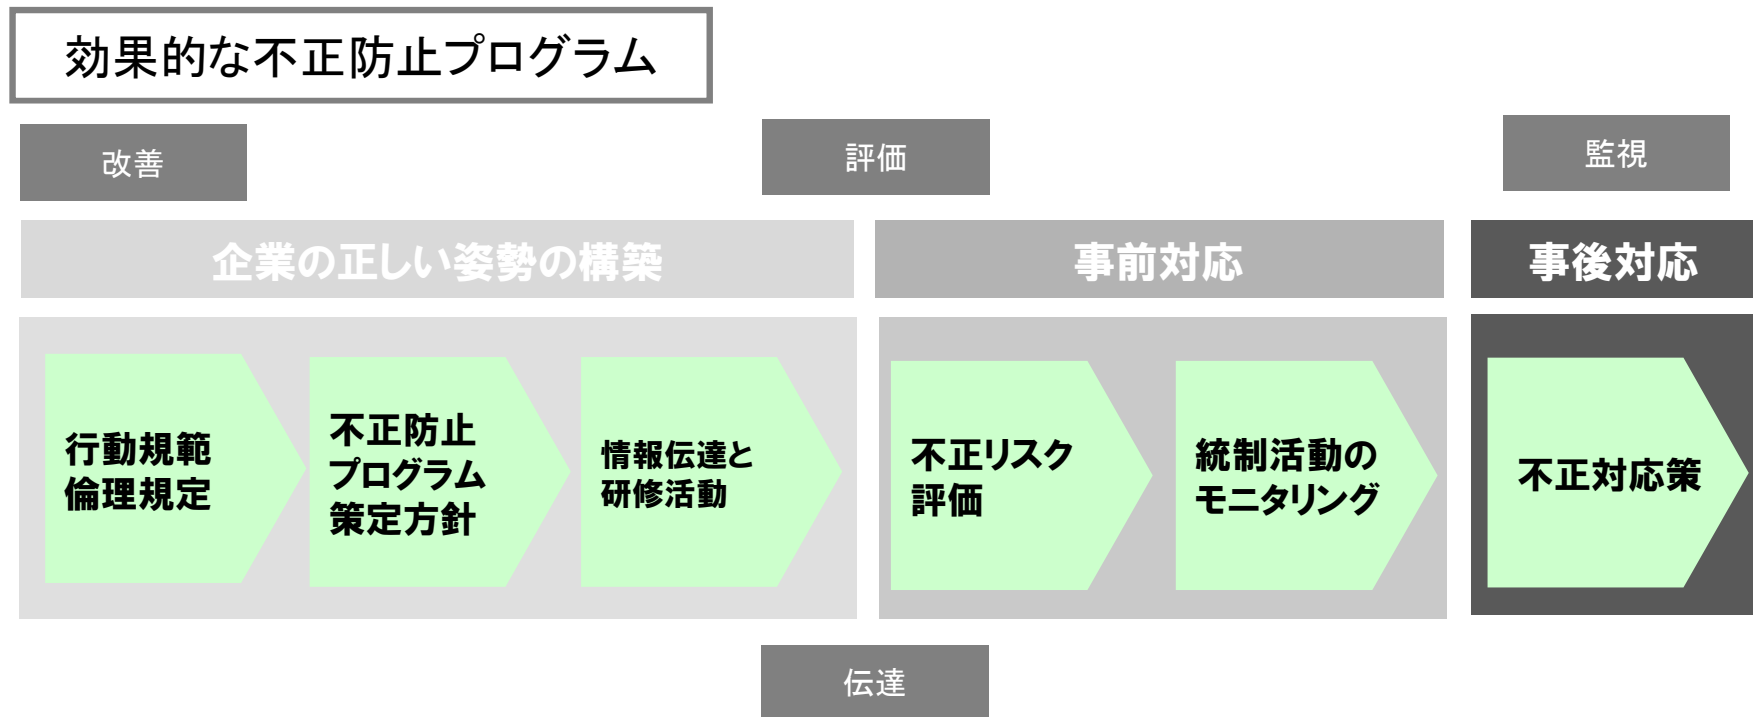 効果的な不正防止プログラム
改善
評価
監視
企業の正しい姿勢の構築
事前対応
事後対応
行動規範
倫理規定
不正防止
プログラム
策定方針
情報伝達と
研修活動
不正リスク
評価
統制活動の
モニタリング
不正対応策
伝達